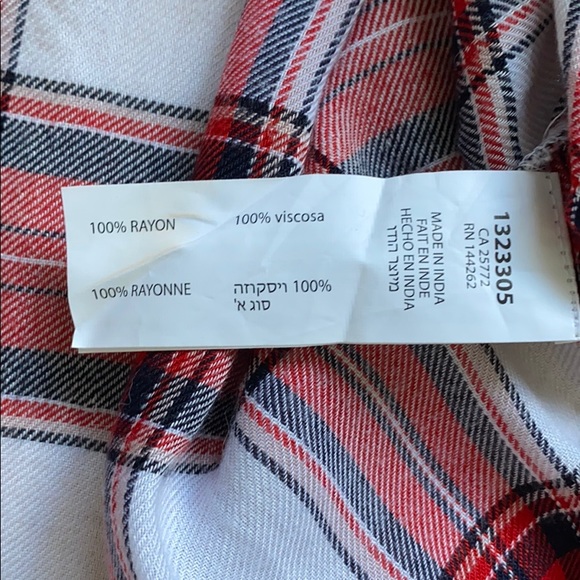 100% RAYON
100% viscosa
100% RAYONNE
100% ויסקוזה
סוג א'
MADE IN INDIA
FAIT EN INDE
HECHO EN INDIA
מיוצר הודו
1323305
CA 25772
RN 144262